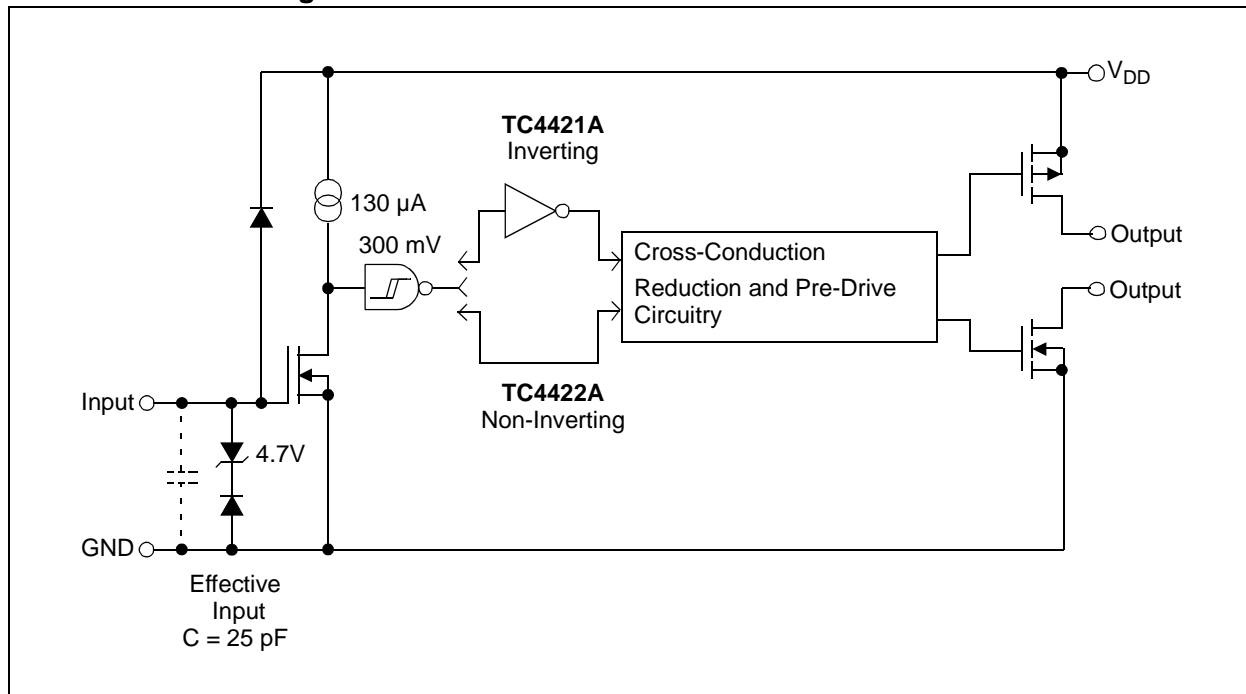 V_DD
TC4421A
Inverting
130 µA
300 mV
Cross-Conduction
Reduction and Pre-Drive
Circuitry
Output
Output
TC4422A
Non-Inverting
Input
4.7V
GND
Effective
Input
C = 25 pF